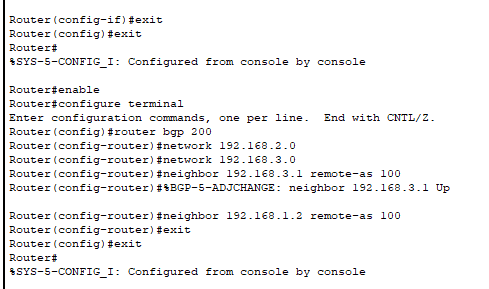 Router(config-if)#exit
Router(config)#exit
Router#
%SYS-5-CONFIG_I: Configured from console by console
Router#enable
Router#configure terminal
Enter configuration commands, one per line.  End with CNTL/Z.
Router(config)#router bgp 200
Router(config-router)#network 192.168.2.0
Router(config-router)#network 192.168.3.0
Router(config-router)#neighbor 192.168.3.1 remote-as 100
Router(config-router)#%BGP-5-ADJCHANGE: neighbor 192.168.3.1 Up
Router(config-router)#neighbor 192.168.1.2 remote-as 100
Router(config-router)#exit
Router(config)#exit
Router#
%SYS-5-CONFIG_I: Configured from console by console